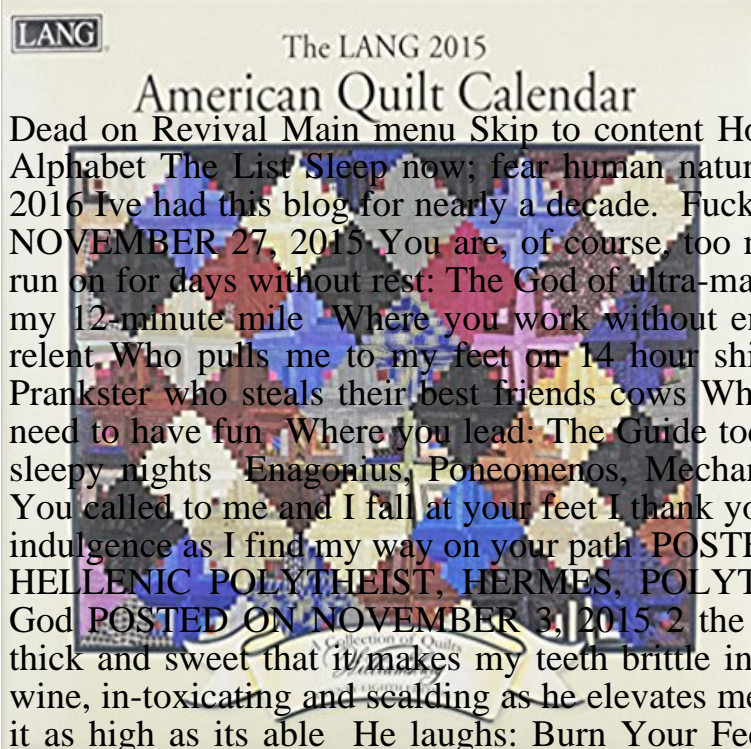 LANG
The LANG 2015
American Quilt Calendar
Dead on Revival Main menu Skip to content Ho
Alphabet The List Sleep now; fear human natur
2016 Ive had this blog for nearly a decade. Fuck
NOVEMBER 27, 2015 You are, of course, too
run on for days without rest: The God of ultra-ma
my 12-minute mile Where you work without
relent Who pulls me to my feet on 14 hour shi
Prankster who steals their best friends cows Wh
need to have fun Where you lead: The Guide
sleepy nights Enagonius, Poneomenos, Mechan
You called to me and I fall at your feet I thank yo
indulgence as I find my way on your path POSTE
HELLENIC POLYTHEIST, HERMES, POLYT
God POSTED ON NOVEMBER 3, 2015 2 the
A Collection of Quilts
thick and sweet that it makes my teeth brittle in
Williamsburg
wine, in-toxicating and scalding as he elevates me
it as high as its able He laughs: Burn Your Fe